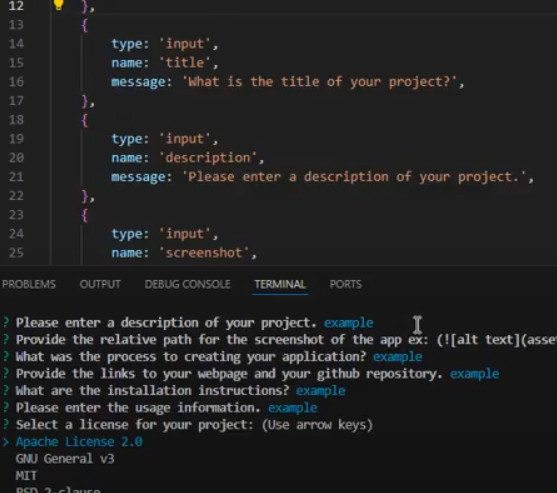 12 },
13 {
14 type: 'input',
15 name: 'title',
16 message: 'What is the title of your project?',
17 },
18 {
19 type: 'input',
20 name: 'description',
21 message: 'Please enter a description of your project.',
22 },
23 {
24 type: 'input',
25 name: 'screenshot',
PROBLEMS OUTPUT DEBUG CONSOLE TERMINAL PORTS
? Please enter a description of your project. example
? Provide the relative path for the screenshot of the app ex: (![alt text](asse
? What was the process to creating your application? example
? Provide the links to your webpage and your github repository. example
? What are the installation instructions? example
? Please enter the usage information. example
? Select a license for your project: (Use arrow keys)
> Apache License 2.0
GNU General v3
MIT
BSD 2-clause